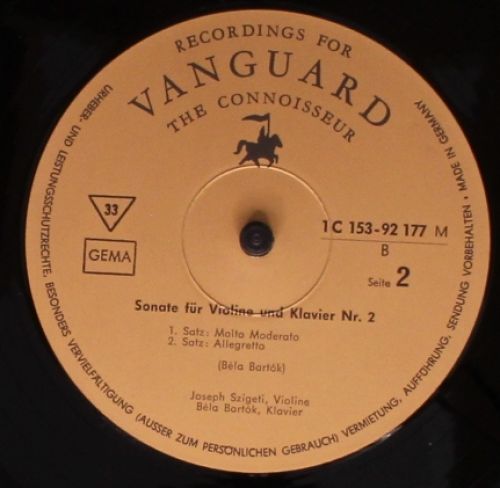 RECORDINGS FOR
VANGUARD
THE CONNOISSEUR
33
GEMA
1 C 153-92 177 M
B
Seite 2
Sonate für Violine und Klavier Nr. 2
1. Satz: Molto Moderato
2. Satz: Allegretto
(Béla Bartók)
Joseph Szigeti, Violine
Béla Bartók, Klavier
URHEBER- UND LEISTUNGSSCHUTZRECHTE, BESONDERS VERVIELFÄLTIGUNG (AUSSER ZUM PERSÖNLICHEN GEBRAUCH) VERMIETUNG, AUFFÜHRUNG, SENDUNG VORBEHALTEN • MADE IN GERMANY